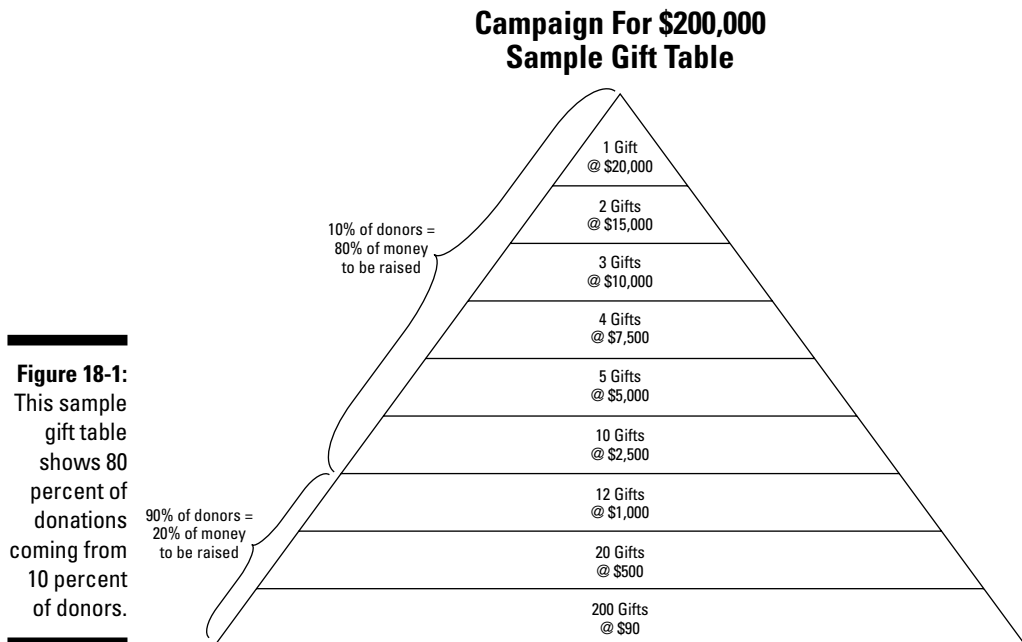 Campaign For $200,000
Sample Gift Table
1 Gift
@ $20,000
2 Gifts
@ $15,000
10% of donors =
80% of money
to be raised
3 Gifts
@ $10,000
4 Gifts
@ $7,500
5 Gifts
@ $5,000
10 Gifts
@ $2,500
12 Gifts
@ $1,000
90% of donors =
20% of money
to be raised
20 Gifts
@ $500
200 Gifts
@ $90
Figure 18-1:
This sample
gift table
shows 80
percent of
donations
coming from
10 percent
of donors.